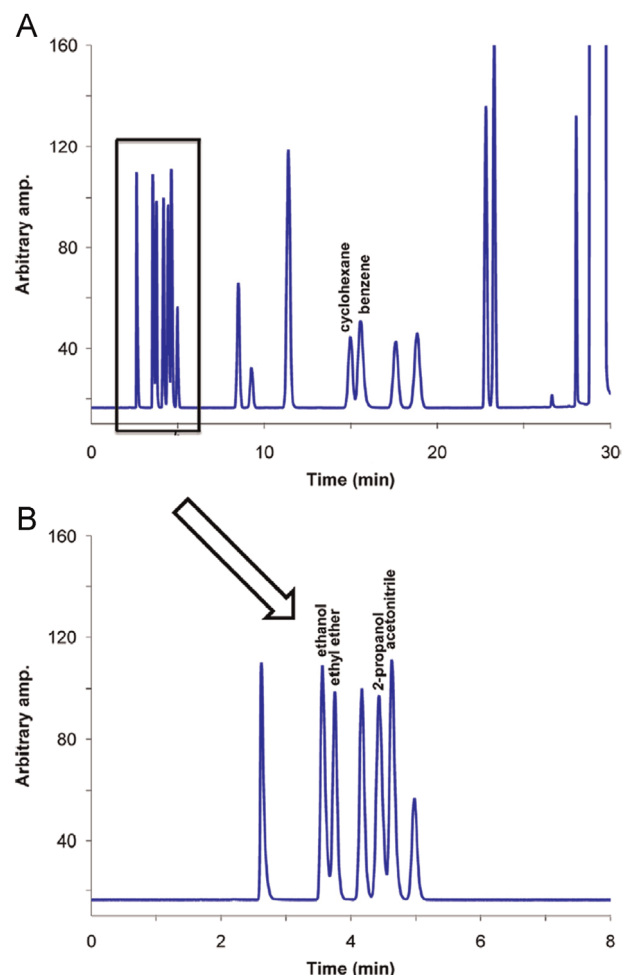 A
160
120
80
40
Arbitrary amp.
cyclohexane
benzene
0
10
20
30
Time (min)
B
160
120
80
40
Arbitrary amp.
ethanol
ethyl ether
2-propanol
acetonitrile
0
2
4
6
8
Time (min)